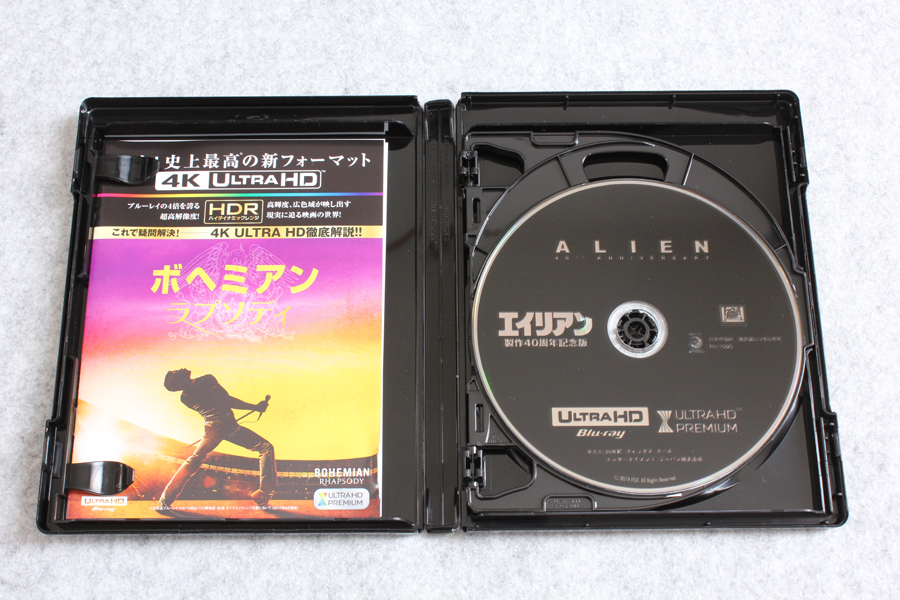 史上最高の新フォーマット
4K ULTRA HD
ブルーレイの4倍を誇る
超高解像度!
HDR
ハイダイナミックレンジ
高輝度、広色域が映し出す
現実に迫る映画の世界!
これで疑問解決! 4K ULTRA HD徹底解説!!
ボヘミアン
ラプソディ
BOHEMIAN
RHAPSODY
ULTRA HD
Blu-ray
ULTRA HD
PREMIUM
ALIEN
40TH ANNIVERSARY
エイリアン
製作40周年記念版
ULTRA HD
Blu-ray
ULTRA HD
PREMIUM